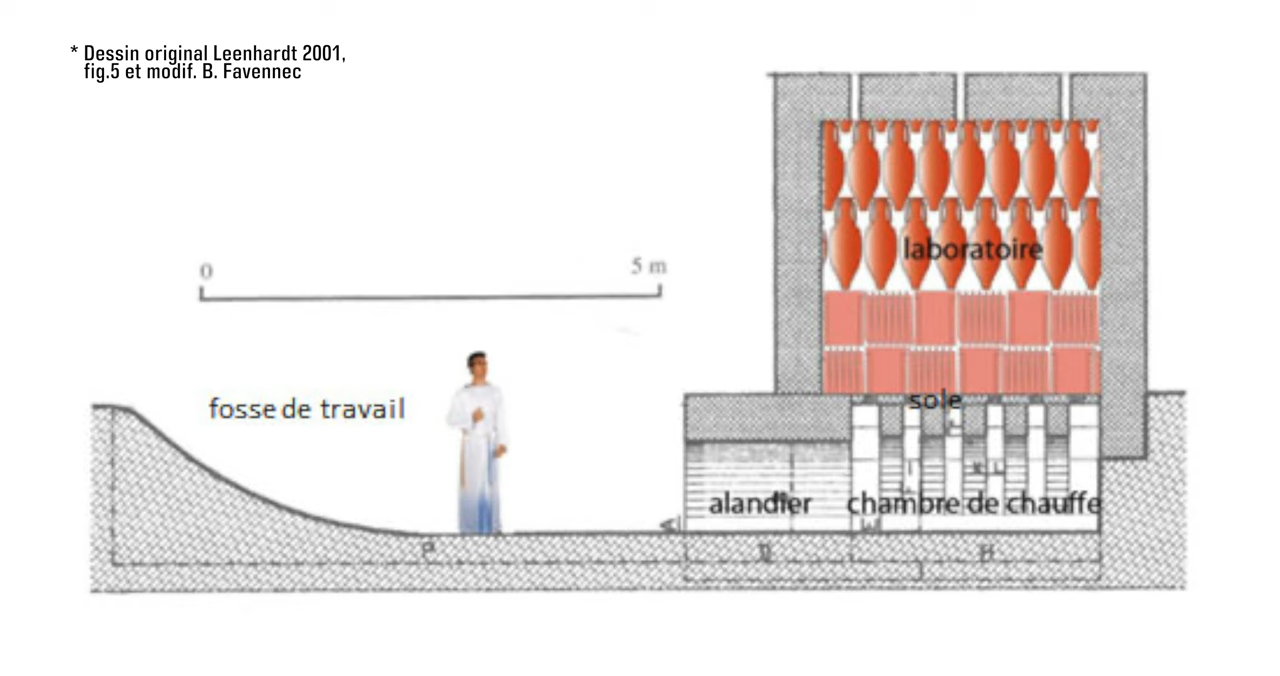 * Dessin original Leenhardt 2001,
fig.5 et modif. B. Favennec
0 5 m
laboratoire
fosse de travail
sole
alandier chambre de chauffe
A E
P D H
I K L